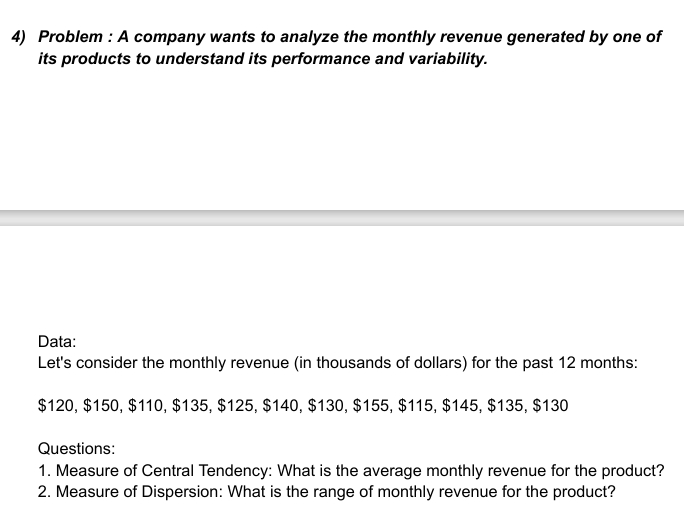 4) Problem : A company wants to analyze the monthly revenue generated by one of
its products to understand its performance and variability.
Data:
Let's consider the monthly revenue (in thousands of dollars) for the past 12 months:
$120, $150, $110, $135, $125, $140, $130, $155, $115, $145, $135, $130
Questions:
1. Measure of Central Tendency: What is the average monthly revenue for the product?
2. Measure of Dispersion: What is the range of monthly revenue for the product?